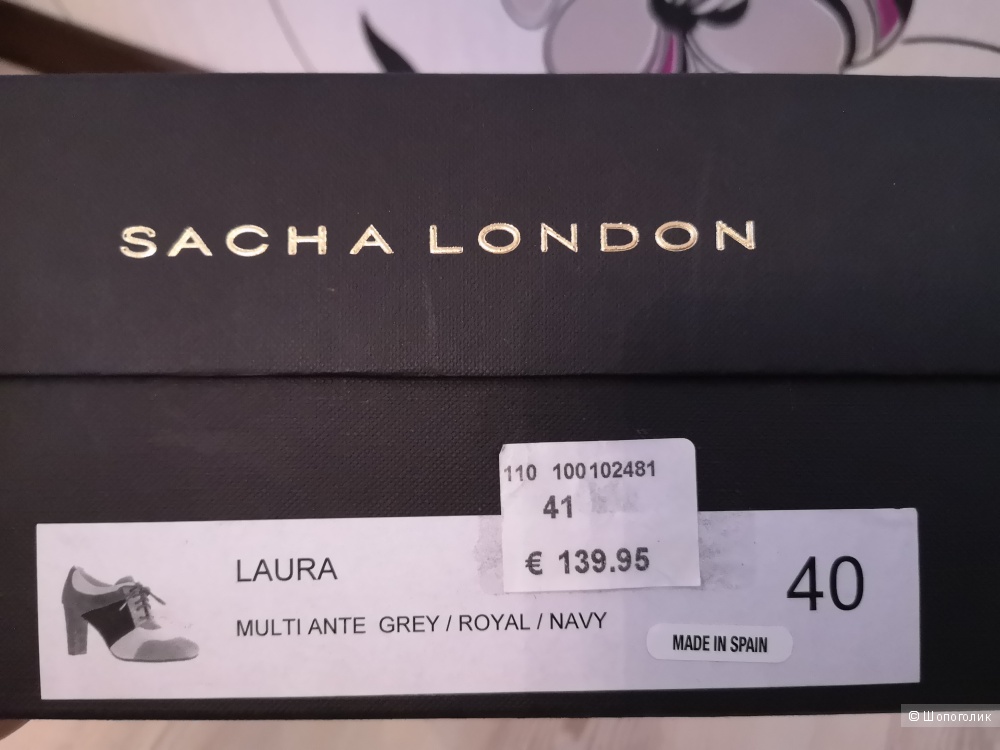 SACHA LONDON
110 100102481
41
€ 139.95
LAURA
MULTI ANTE GREY / ROYAL / NAVY
40
MADE IN SPAIN
© Шопоголик